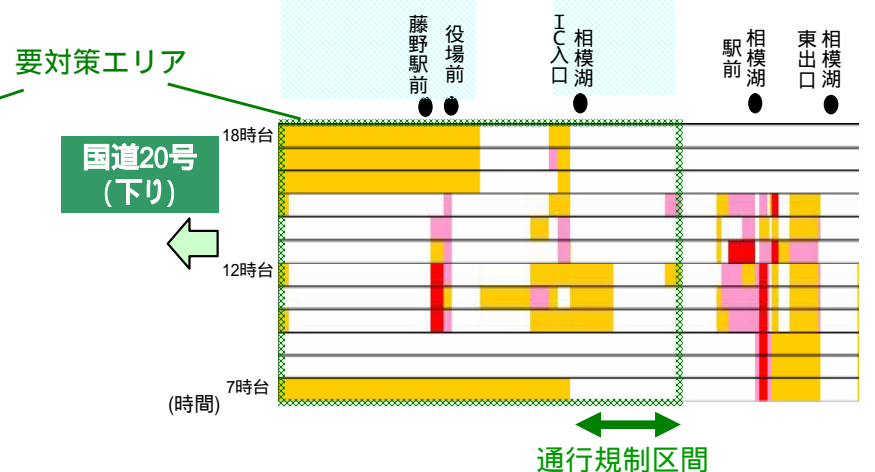 要対策エリア
藤野駅前
役場前
相模湖
IC入口
相模湖
駅前
相模湖
東出口
国道20号
(下り)
18時台
12時台
7時台
(時間)
通行規制区間